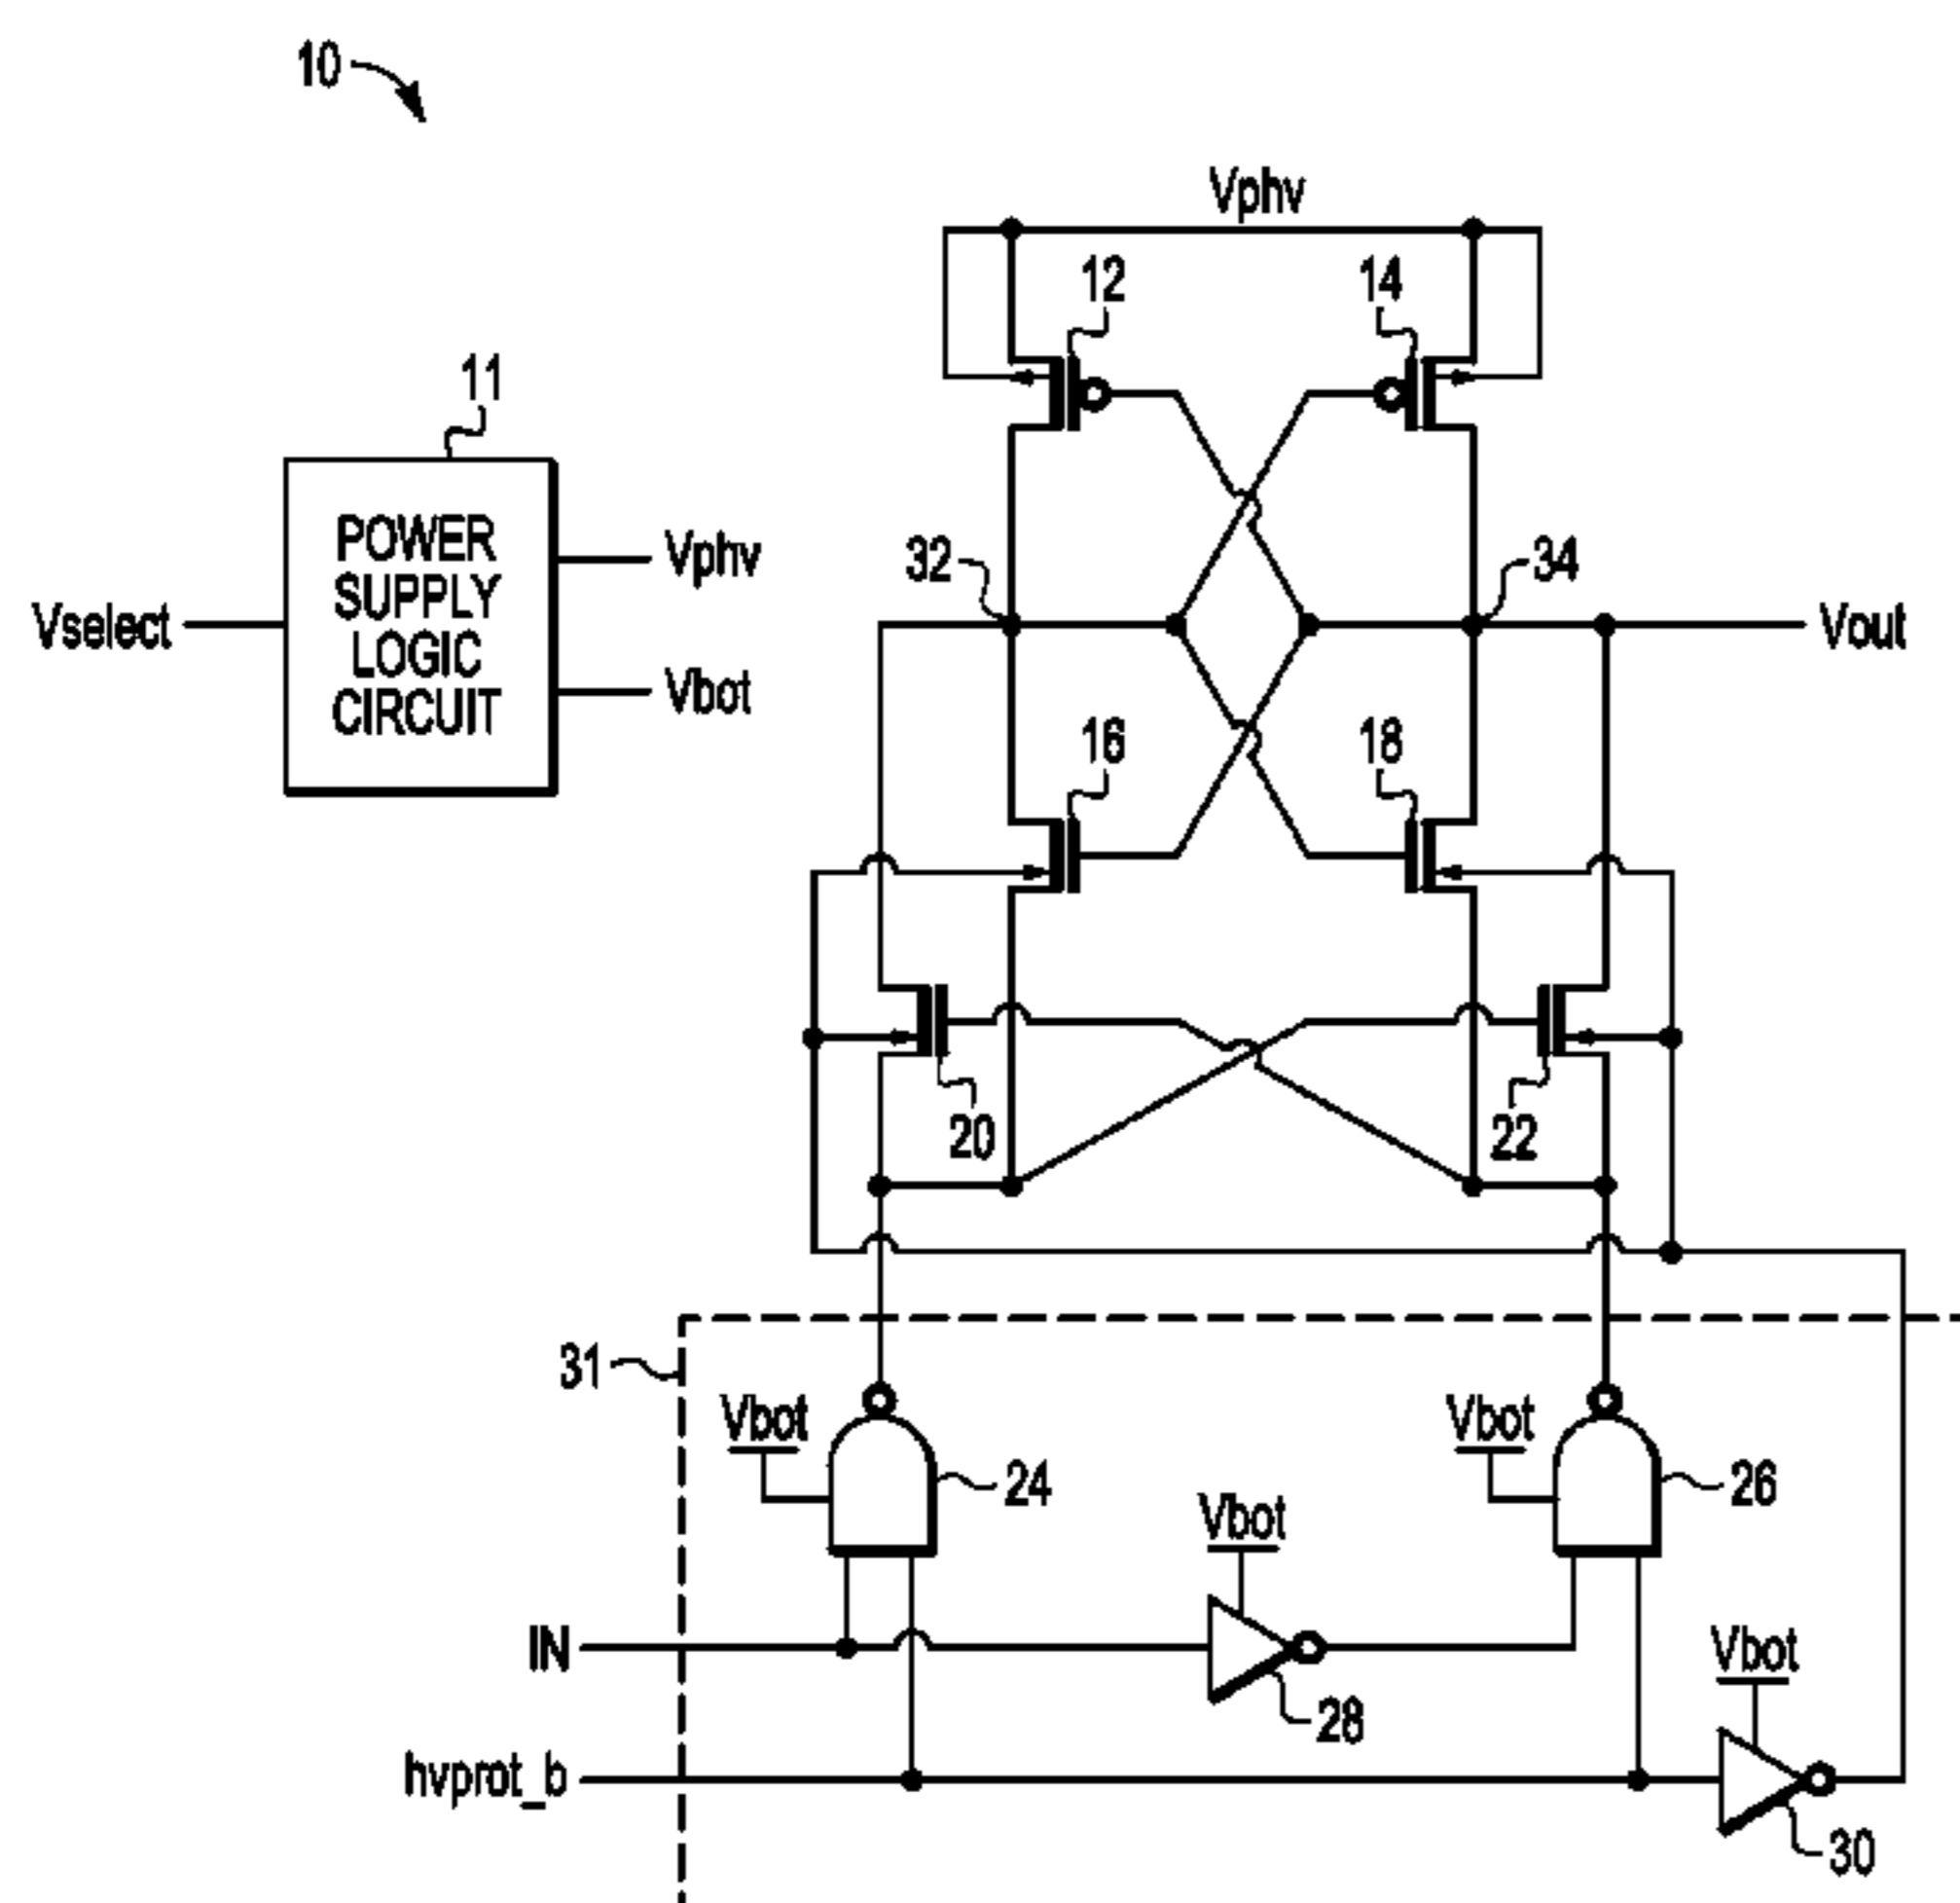 10
Vphv
12
14
11
POWER
SUPPLY
LOGIC
CIRCUIT
Vselect
Vphv
Vbot
32
34
Vout
16
18
20
22
31
Vbot
24
Vbot
26
Vbot
IN
28
Vbot
hvprot_b
30